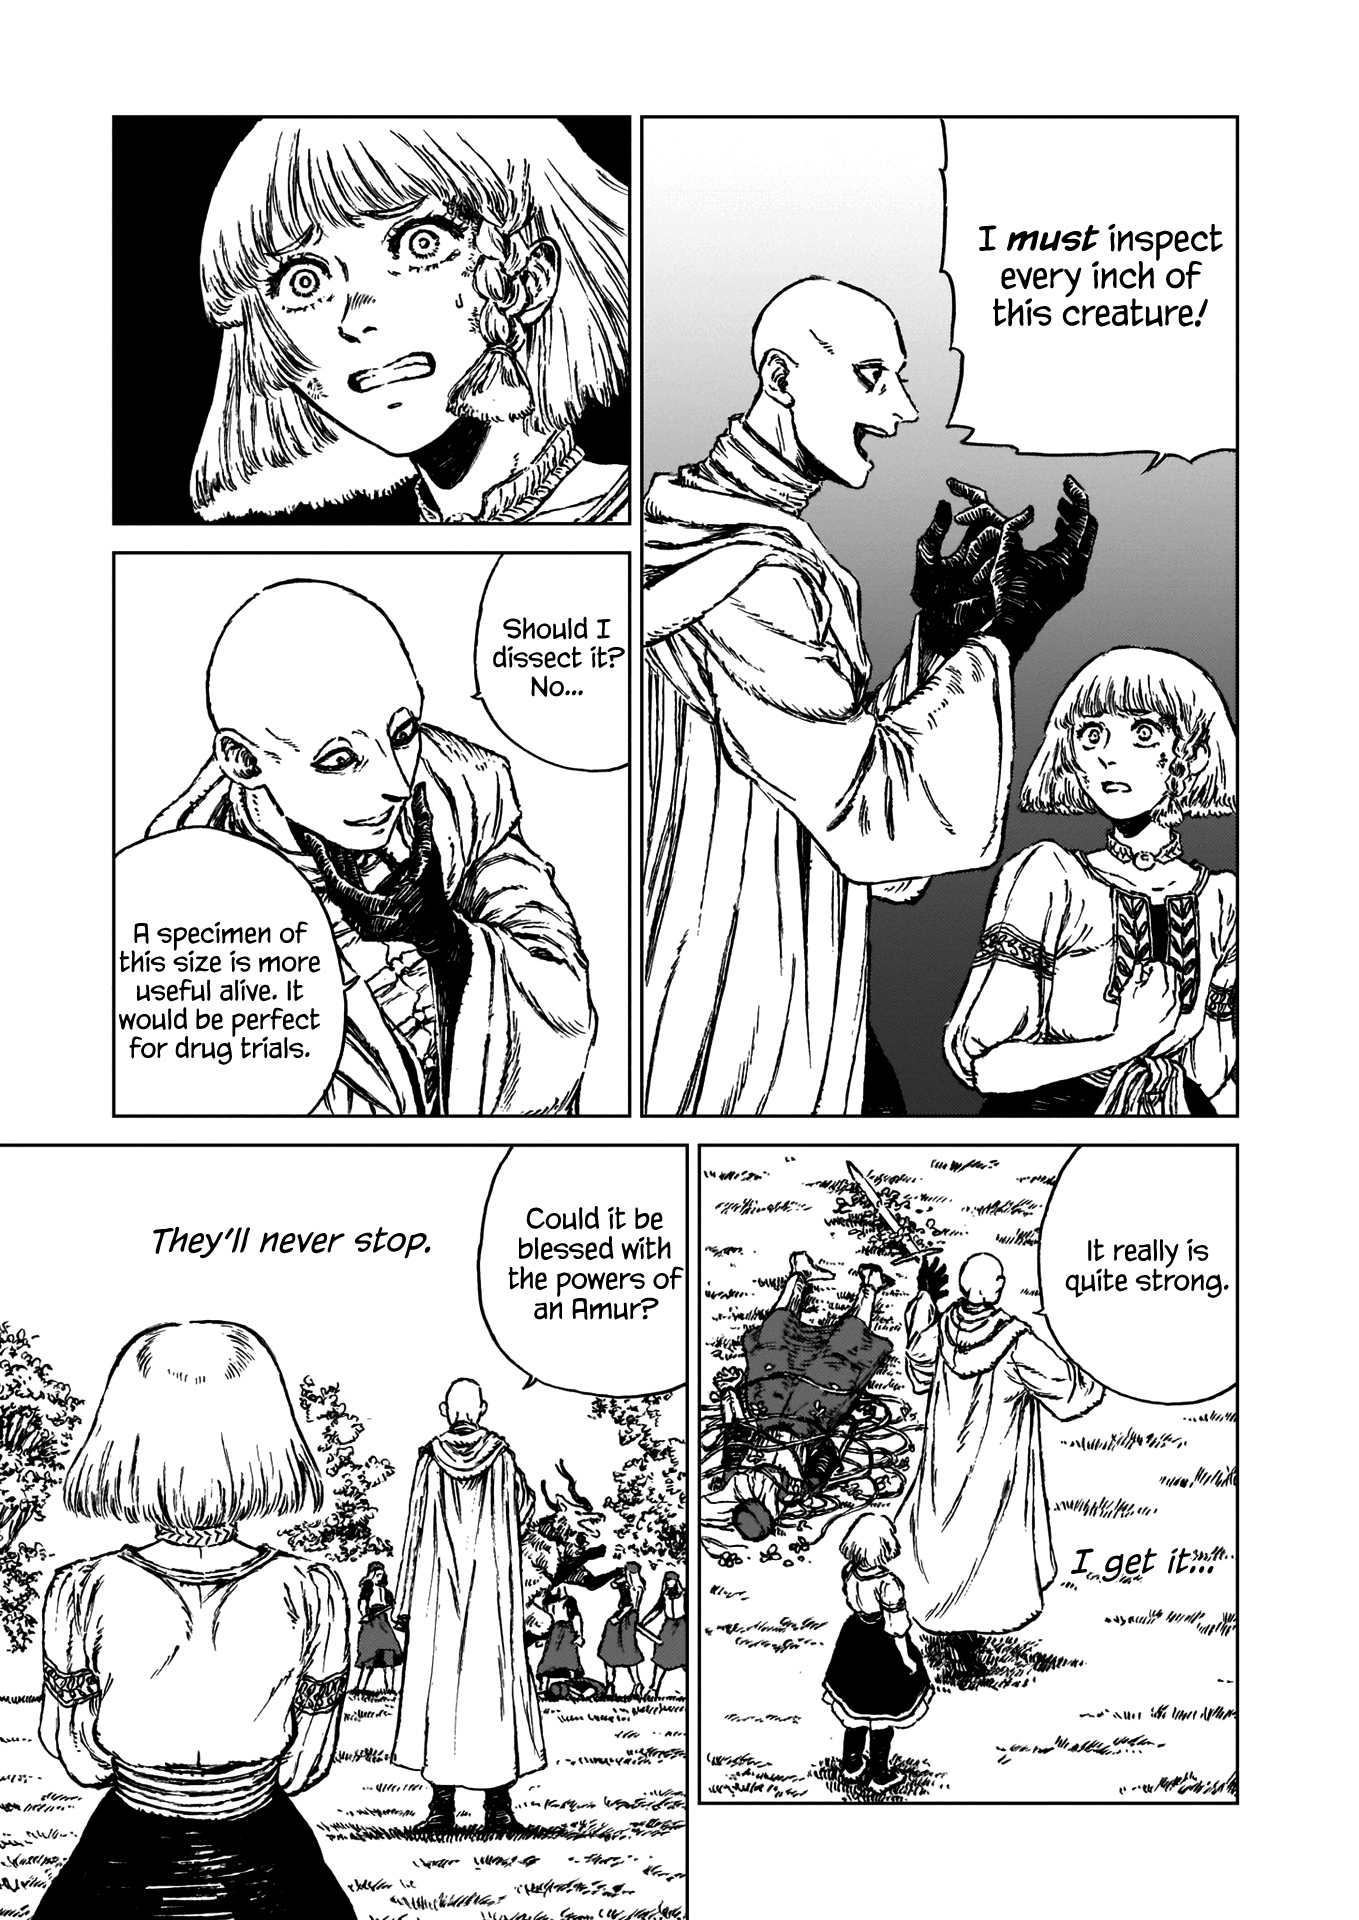 I must inspect
every inch of
this creature!
Should I
dissect it?
No...
A specimen of
this size is more
useful alive. It
would be perfect
for drug trials.
It really is
quite strong.
I get it...
Could it be
blessed with
the powers of
an Amur?
They'll never stop.